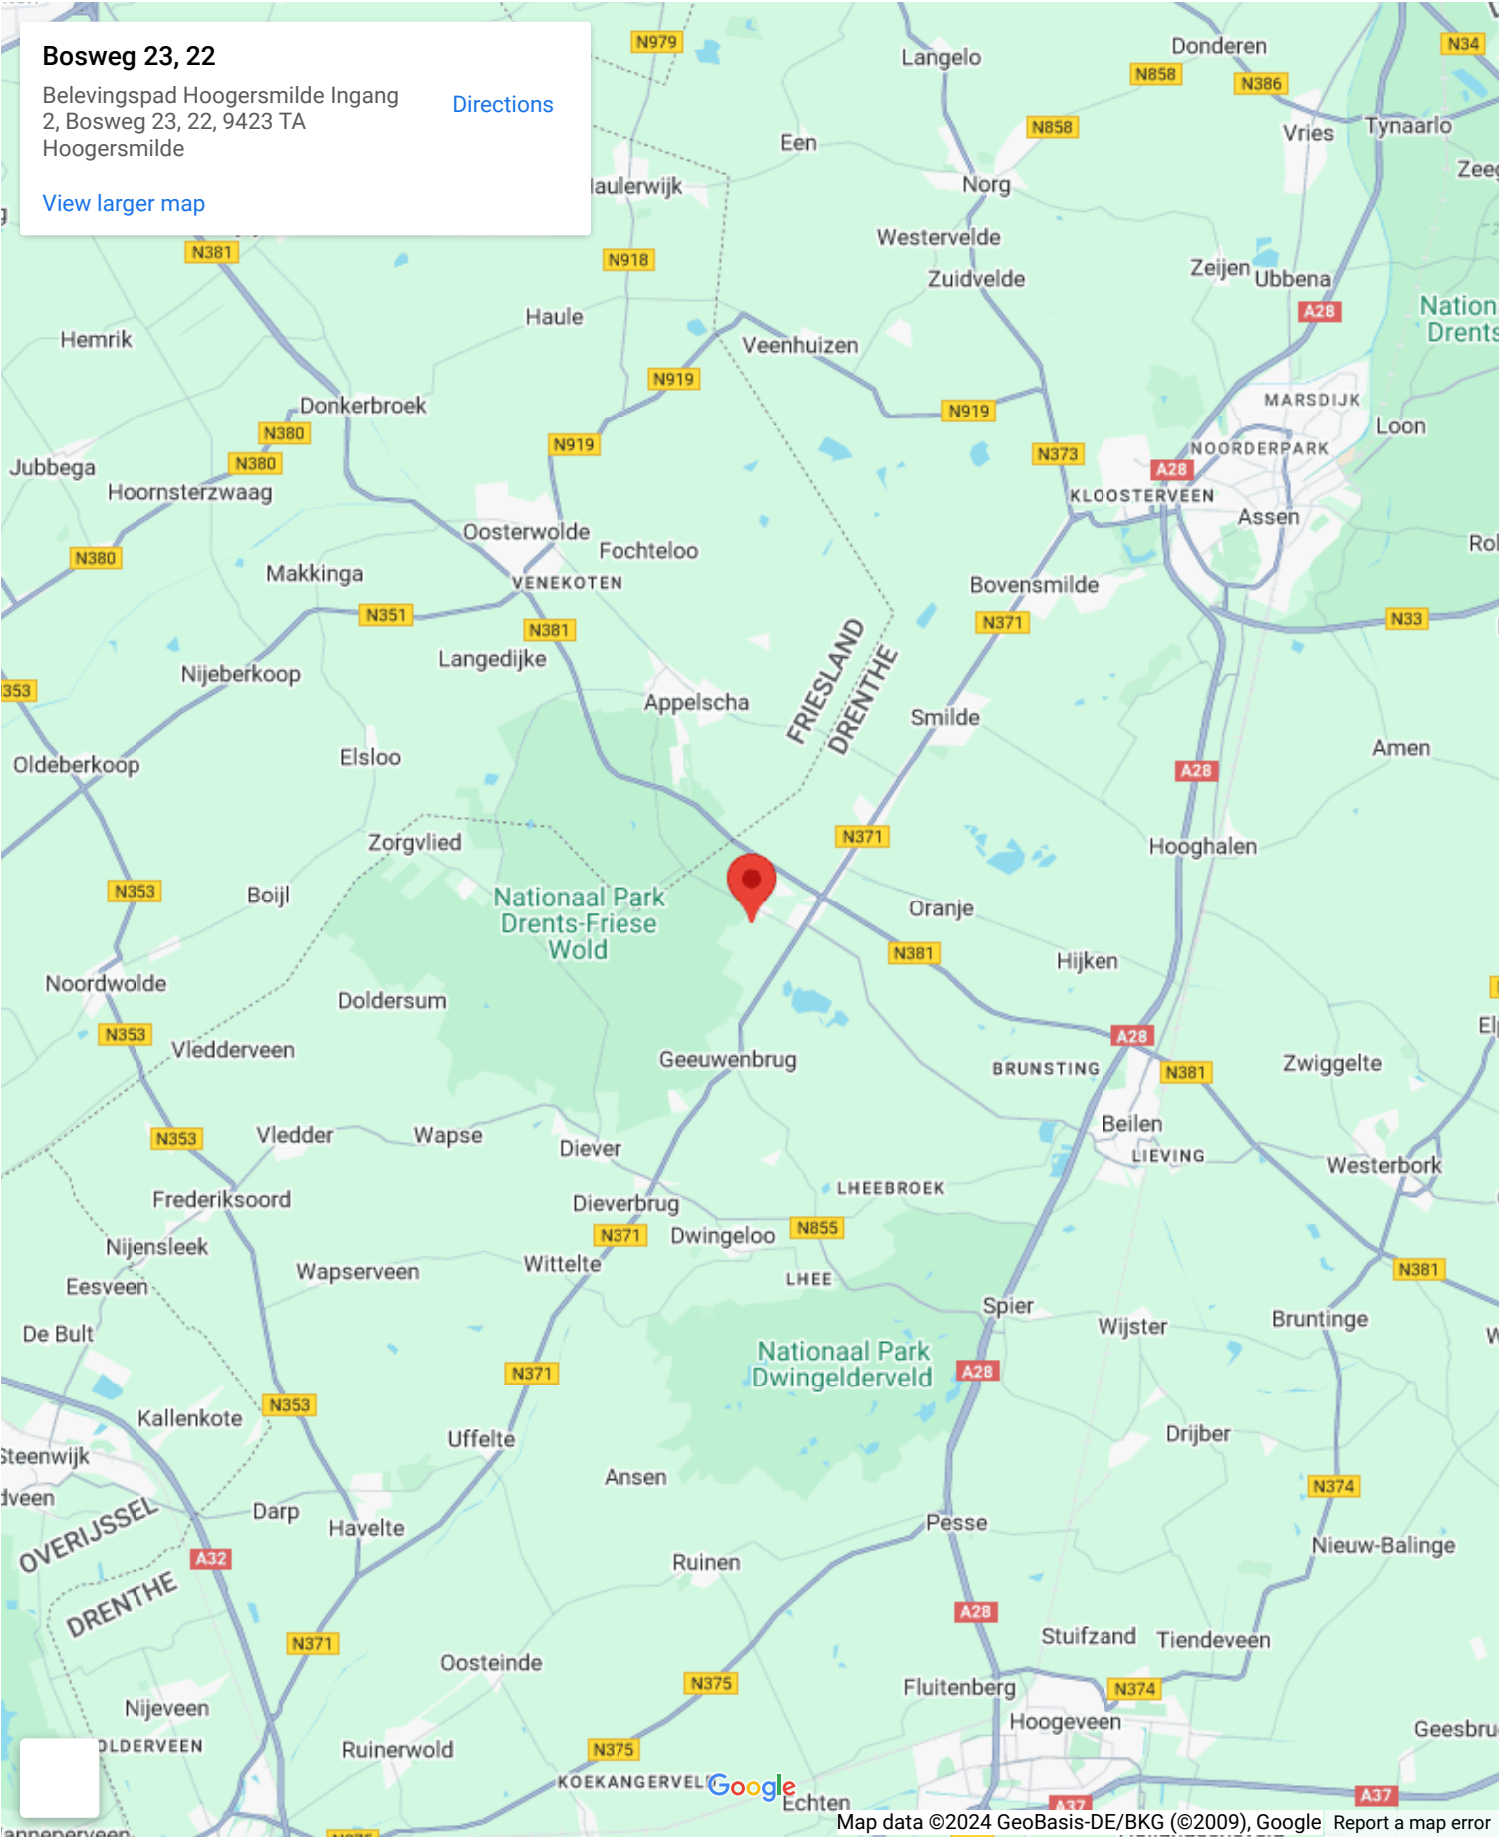 Bosweg 23, 22
Belevingspad Hoogersmilde Ingang
2, Bosweg 23, 22, 9423 TA
Hoogersmilde
Directions
View larger map
N979
Langelo
Donderen
N34
N858
N386
N858
Een
Vries
Tynaarlo
Norg
Westervelde
N381
N918
Zuidvelde
Zeijen
Ubbena
A28
Haule
Hemrik
Veenhuizen
N919
Donkerbroek
N919
MARSDIJK
Loon
N380
N919
N373
NOORDERPARK
N380
Jubbega
A28
Hoornsterzwaag
KLOOSTERVEEN
Assen
Oosterwolde
Fochteloo
N380
Makkinga
VENEKOTEN
Bovensmilde
N351
N381
N371
N33
Langedijke
Nijeberkoop
FRIESLAND
DRENTHE
353
Appelscha
Smilde
Elsloo
Amen
Oldeberkoop
A28
Zorgvlied
N371
Hooghalen
N353
Boijl
Nationaal Park
Drents-Friese
Wold
Oranje
N381
Hijken
Noordwolde
Doldersum
N353
A28
Vledderveen
Geeuwenbrug
BRUNSTING
N381
Zwiggelte
N353
Vledder
Wapse
Diever
Beilen
LIEVING
Westerbork
Frederiksoord
LHEEBROEK
Dieverbrug
N371
Dwingeloo
N855
Nijensleek
Wittelte
Wapserveen
LHEE
N381
Eesveen
Spier
De Bult
Wijster
Bruntinge
Nationaal Park
Dwingelderveld
A28
N371
N353
Kallenkote
Drijber
Uffelte
Steenwijk
Ansen
N374
OVERIJSSEL
DRENTHE
Darp
Havelte
Pesse
A32
Ruinen
Nieuw-Balinge
A28
N371
Stuifzand
Tiendeveen
Oosteinde
N375
Fluitenberg
N374
Nijeveen
Hoogeveen
Ruinerwold
N375
KOEKANGERVELD
Google
Echten
A37
A37
Map data ©2024 GeoBasis-DE/BKG (©2009), Google
Report a map error